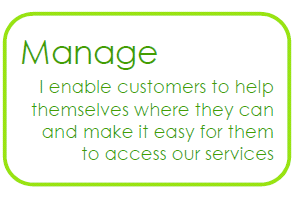 Manage
I enable customers to help
themselves where they can
and make it easy for them
to access our services